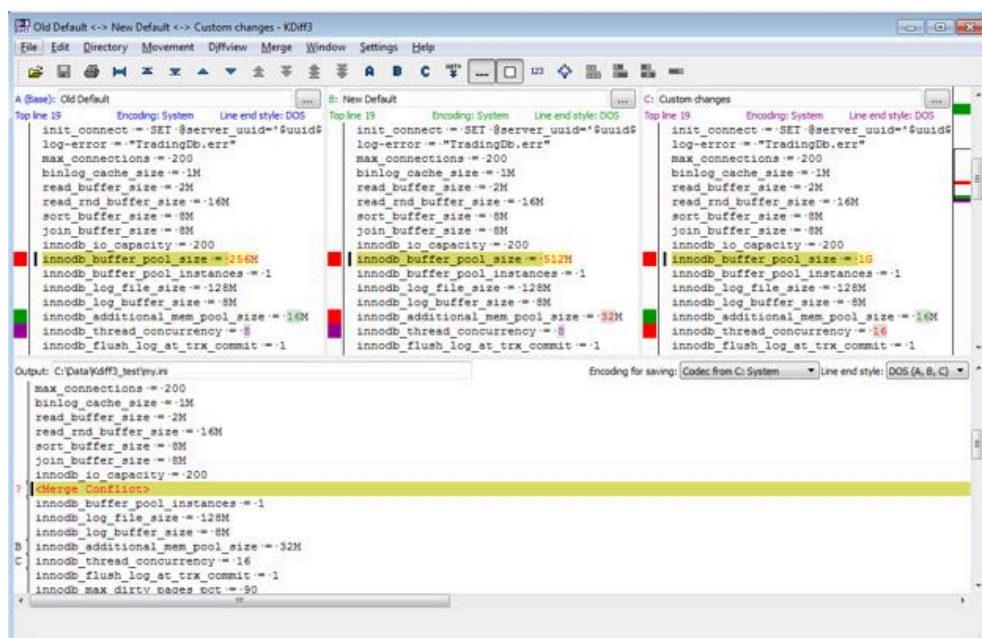 Old Default <-> New Default <-> Custom changes - KDiff3
File Edit Directory Movement Diffview Merge Window Settings Help
A B C 123
A (Base): Old Default ...
Top line 19 Encoding: System Line end style: DOS
init_connect·=·SET·@server_uuid='$uuid$
log-error·=·"TradingDb.err"
max_connections·=·200
binlog_cache_size·=·1M
read_buffer_size·=·2M
read_rnd_buffer_size·=·16M
sort_buffer_size·=·8M
join_buffer_size·=·8M
innodb_io_capacity·=·200
innodb_buffer_pool_size·=·256M
innodb_buffer_pool_instances·=·1
innodb_log_file_size·=·128M
innodb_log_buffer_size·=·8M
innodb_additional_mem_pool_size·=·16M
innodb_thread_concurrency·=·8
innodb_flush_log_at_trx_commit·=·1
B: New Default ...
Top line 19 Encoding: System Line end style: DOS
init_connect·=·SET·@server_uuid='$uuid$
log-error·=·"TradingDb.err"
max_connections·=·200
binlog_cache_size·=·1M
read_buffer_size·=·2M
read_rnd_buffer_size·=·16M
sort_buffer_size·=·8M
join_buffer_size·=·8M
innodb_io_capacity·=·200
innodb_buffer_pool_size·=·512M
innodb_buffer_pool_instances·=·1
innodb_log_file_size·=·128M
innodb_log_buffer_size·=·8M
innodb_additional_mem_pool_size·=·32M
innodb_thread_concurrency·=·8
innodb_flush_log_at_trx_commit·=·1
C: Custom changes ...
Top line 19 Encoding: System Line end style: DOS
init_connect·=·SET·@server_uuid='$uuid$
log-error·=·"TradingDb.err"
max_connections·=·200
binlog_cache_size·=·1M
read_buffer_size·=·2M
read_rnd_buffer_size·=·16M
sort_buffer_size·=·8M
join_buffer_size·=·8M
innodb_io_capacity·=·200
innodb_buffer_pool_size·=·1G
innodb_buffer_pool_instances·=·1
innodb_log_file_size·=·128M
innodb_log_buffer_size·=·8M
innodb_additional_mem_pool_size·=·16M
innodb_thread_concurrency·=·16
innodb_flush_log_at_trx_commit·=·1
Output: C:\Data\Kdiff3_test\my.ini Encoding for saving: Codec from C: System Line end style: DOS (A, B, C)
max_connections·=·200
binlog_cache_size·=·1M
read_buffer_size·=·2M
read_rnd_buffer_size·=·16M
sort_buffer_size·=·8M
join_buffer_size·=·8M
innodb_io_capacity·=·200
? <Merge Conflict>
innodb_buffer_pool_instances·=·1
innodb_log_file_size·=·128M
innodb_log_buffer_size·=·8M
B innodb_additional_mem_pool_size·=·32M
C innodb_thread_concurrency·=·16
innodb_flush_log_at_trx_commit·=·1
innodb_max_dirty_pages_pct·=·90